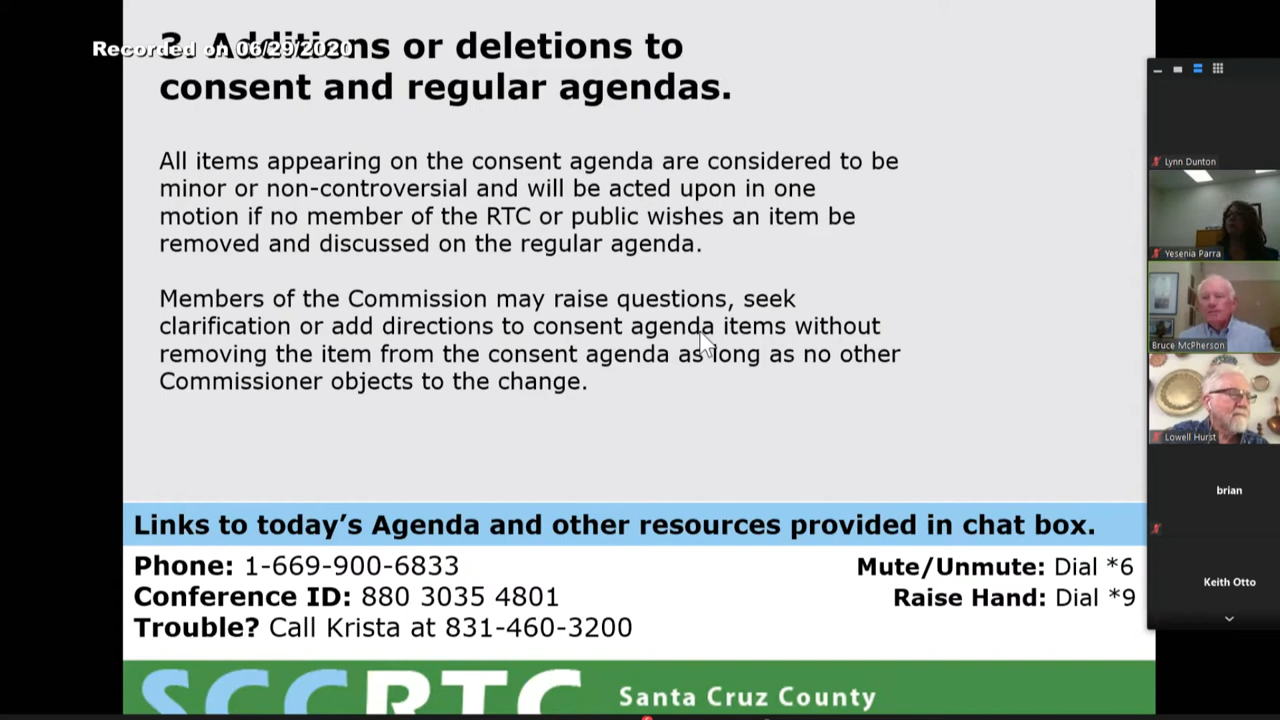 3. Additions or deletions to
Recorded on 06/29/2020
consent and regular agendas.
All items appearing on the consent agenda are considered to be
minor or non-controversial and will be acted upon in one
motion if no member of the RTC or public wishes an item be
removed and discussed on the regular agenda.
Members of the Commission may raise questions, seek
clarification or add directions to consent agenda items without
removing the item from the consent agenda as long as no other
Commissioner objects to the change.
Links to today’s Agenda and other resources provided in chat box.
Phone: 1-669-900-6833
Mute/Unmute: Dial *6
Conference ID: 880 3035 4801
Raise Hand: Dial *9
Trouble? Call Krista at 831-460-3200
SCCRTC
Santa Cruz County
Lynn Dunton
Yesenia Parra
Bruce McPherson
Lowell Hurst
brian
Keith Otto